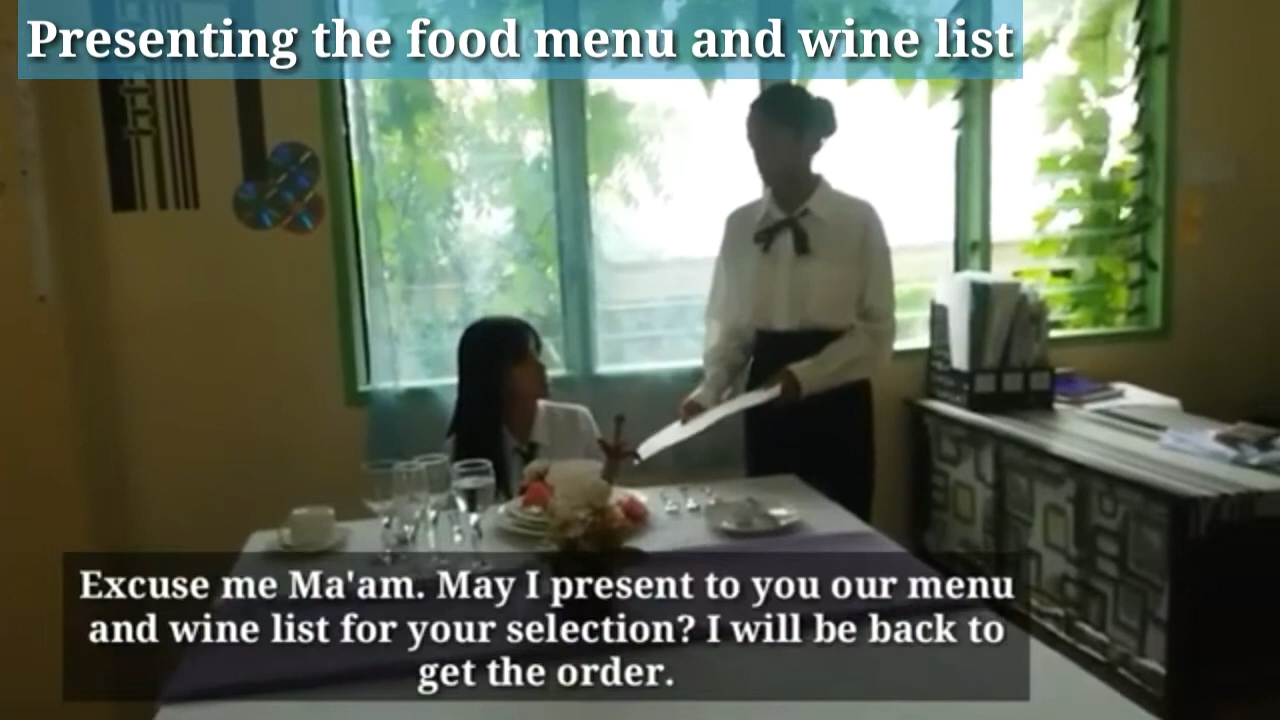 Presenting the food menu and wine list
Excuse me Ma'am. May I present to you our menu
and wine list for your selection? I will be back to
get the order.